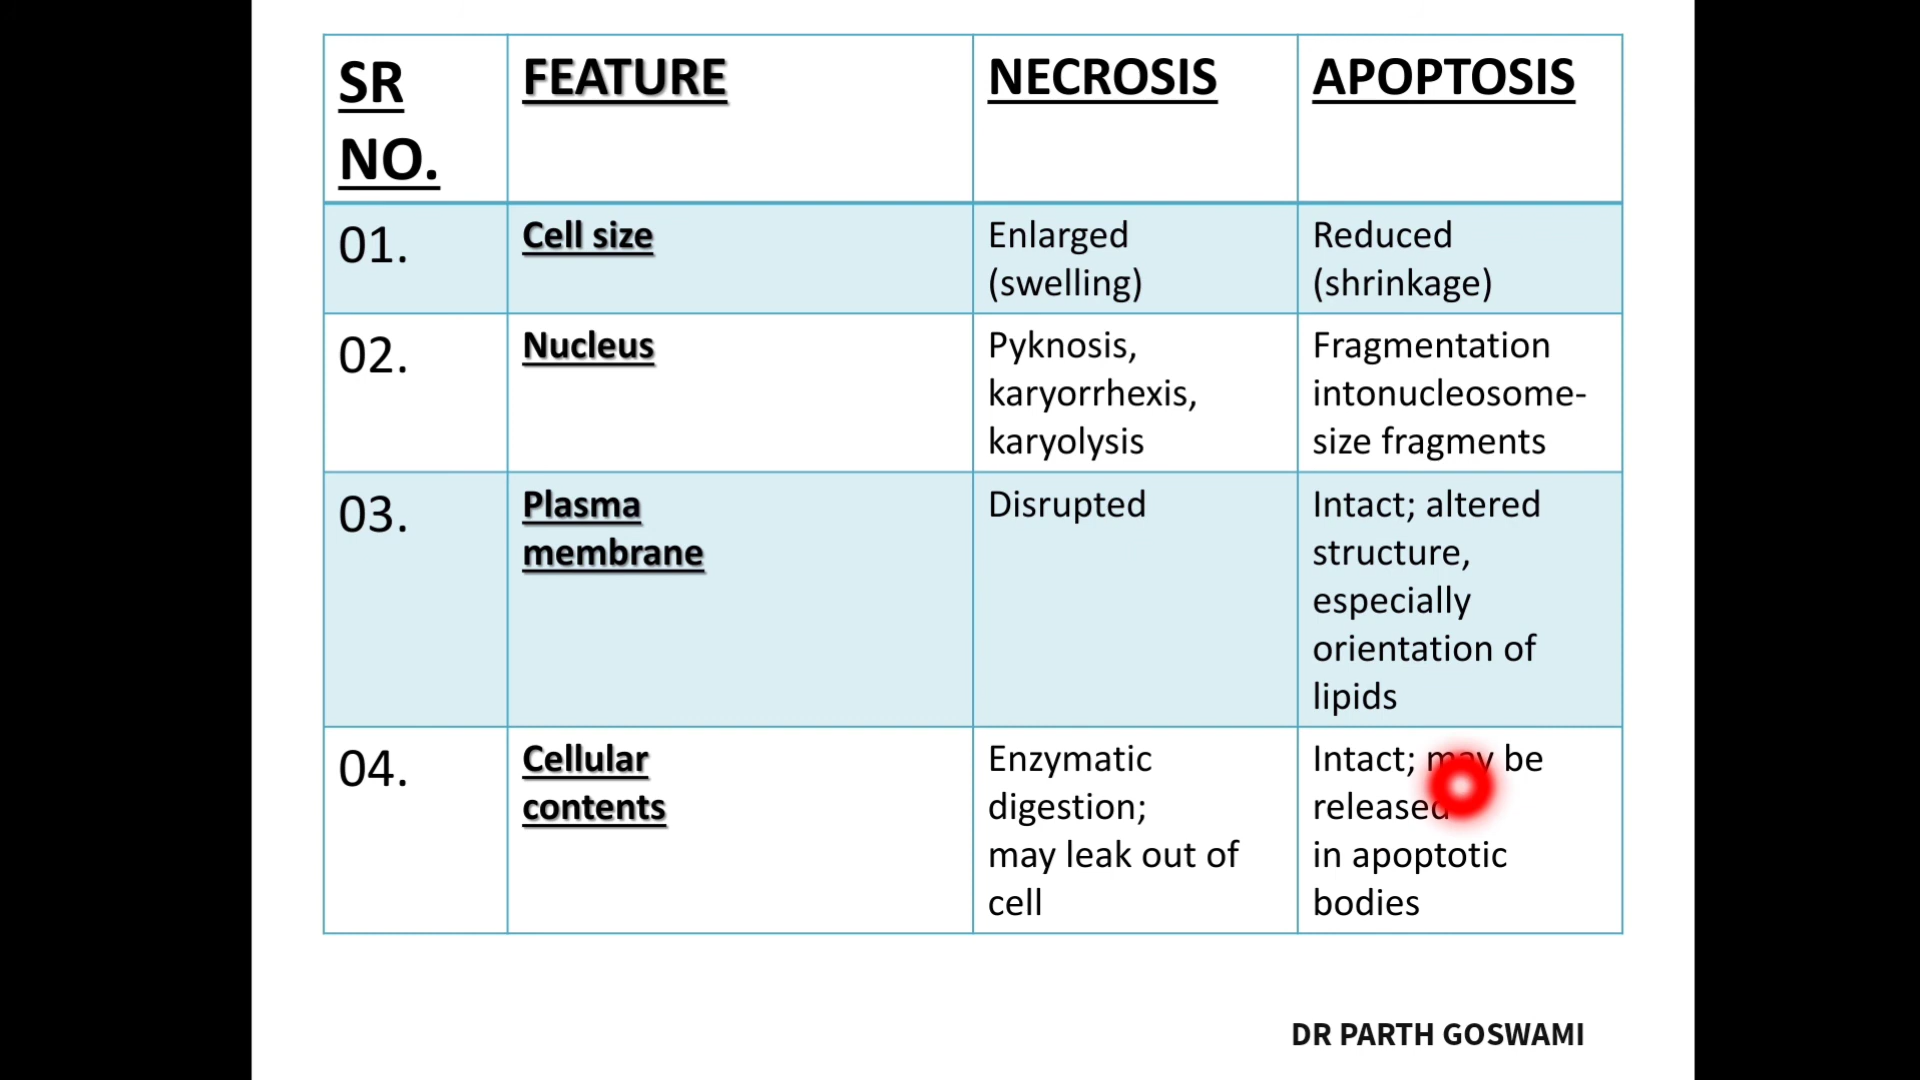 SR
NO.
FEATURE
NECROSIS
APOPTOSIS
01.
Cell size
Enlarged
(swelling)
Reduced
(shrinkage)
02.
Nucleus
Pyknosis,
karyorrhexis,
karyolysis
Fragmentation
intonucleosome-
size fragments
03.
Plasma
membrane
Disrupted
Intact; altered
structure,
especially
orientation of
lipids
04.
Cellular
contents
Enzymatic
digestion;
may leak out of
cell
Intact; may be
released
in apoptotic
bodies
DR PARTH GOSWAMI